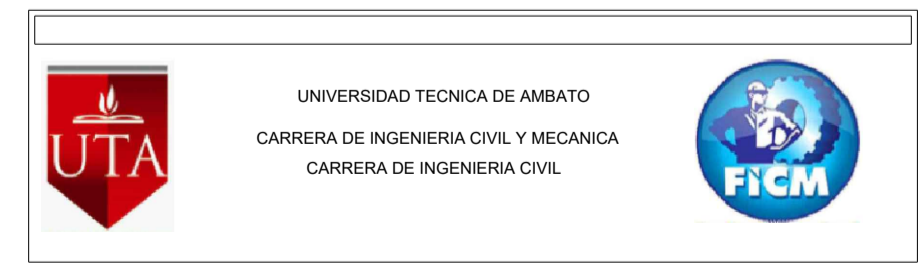 UNIVERSIDAD TECNICA DE AMBATO
CARRERA DE INGENIERIA CIVIL Y MECANICA
CARRERA DE INGENIERIA CIVIL
UTA
FICM